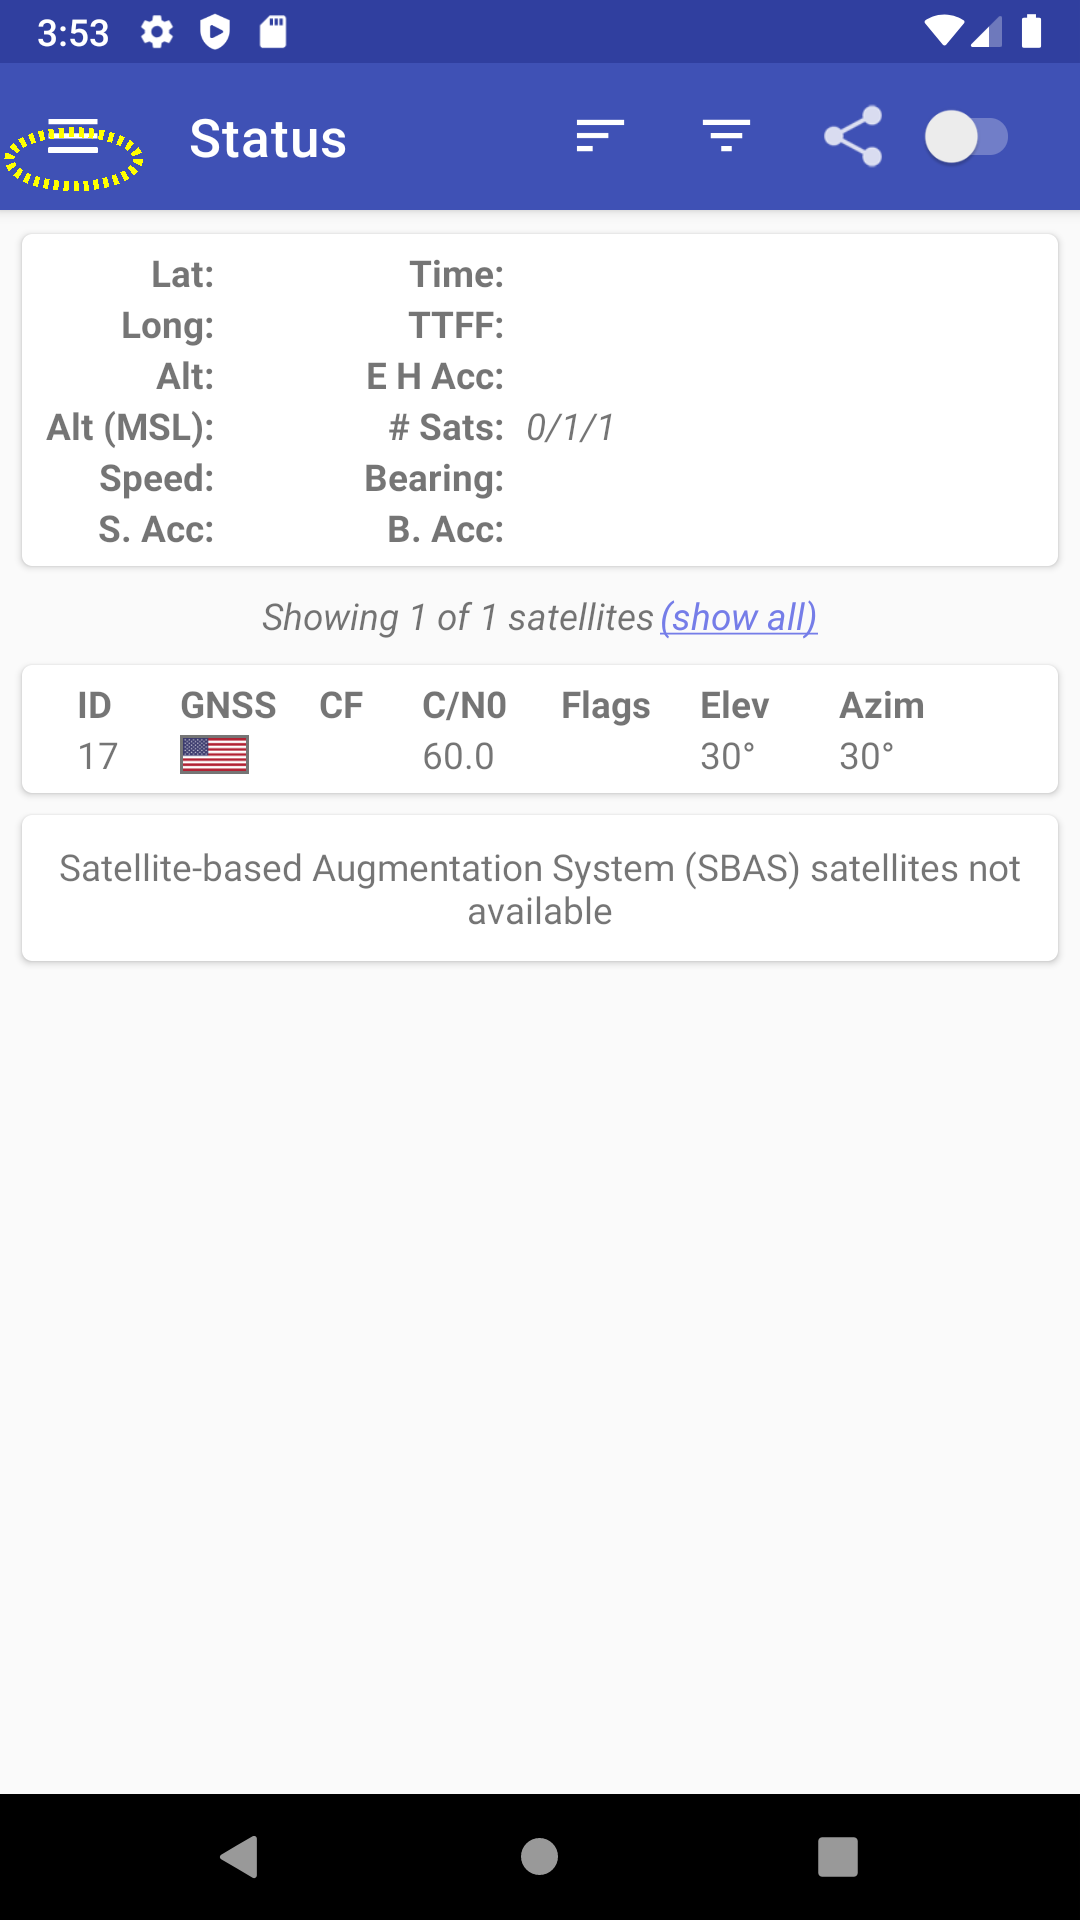 3:53
Status
Lat: Time:
Long: TTFF:
Alt: E H Acc:
Alt (MSL): # Sats: 0/1/1
Speed: Bearing:
S. Acc: B. Acc:
Showing 1 of 1 satellites (show all)
ID GNSS CF C/N0 Flags Elev Azim
17 60.0 30° 30°
Satellite-based Augmentation System (SBAS) satellites not
available